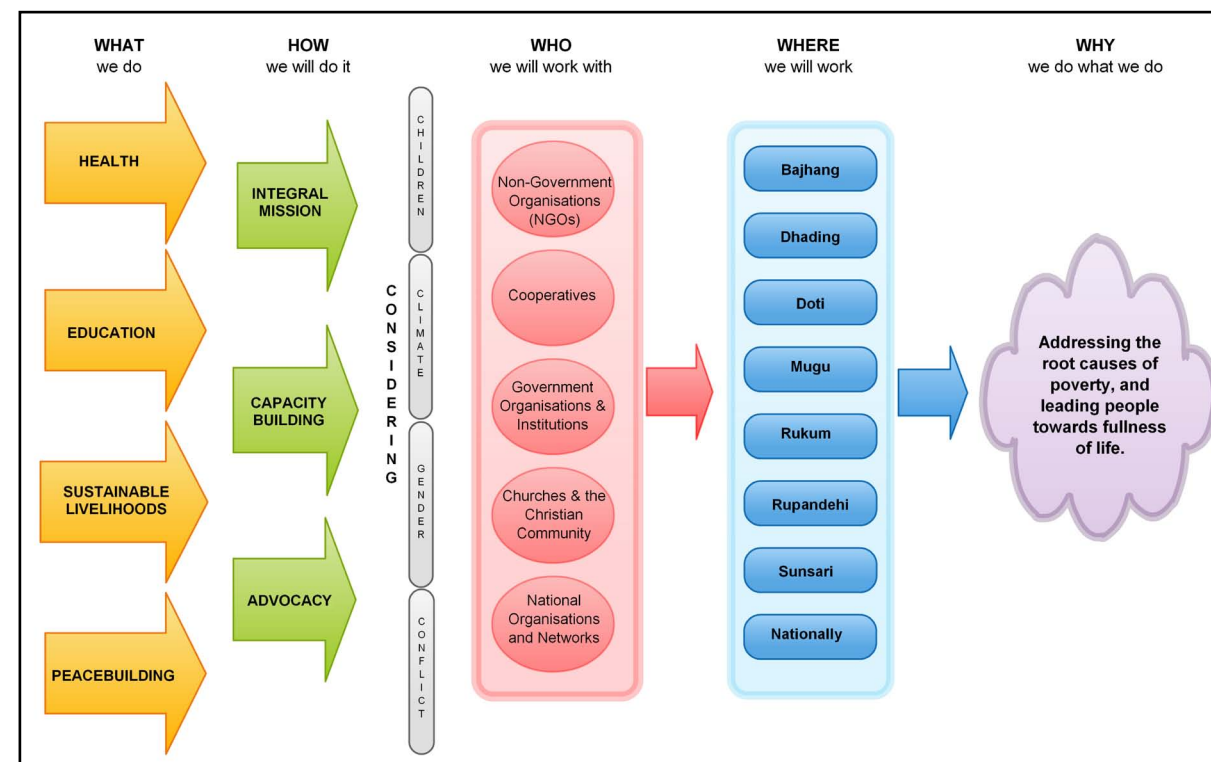 WHAT
we do
HOW
we will do it
WHO
we will work with
WHERE
we will work
WHY
we do what we do
HEALTH
EDUCATION
SUSTAINABLE
LIVELIHOODS
PEACEBUILDING
INTEGRAL
MISSION
CAPACITY
BUILDING
ADVOCACY
CONSIDERING
CHILDREN
CLIMATE
GENDER
CONFLICT
Non-Government
Organisations
(NGOs)
Cooperatives
Government
Organisations &
Institutions
Churches & the
Christian
Community
National
Organisations
and Networks
Bajhang
Dhading
Doti
Mugu
Rukum
Rupandehi
Sunsari
Nationally
Addressing the
root causes of
poverty, and
leading people
towards fullness
of life.